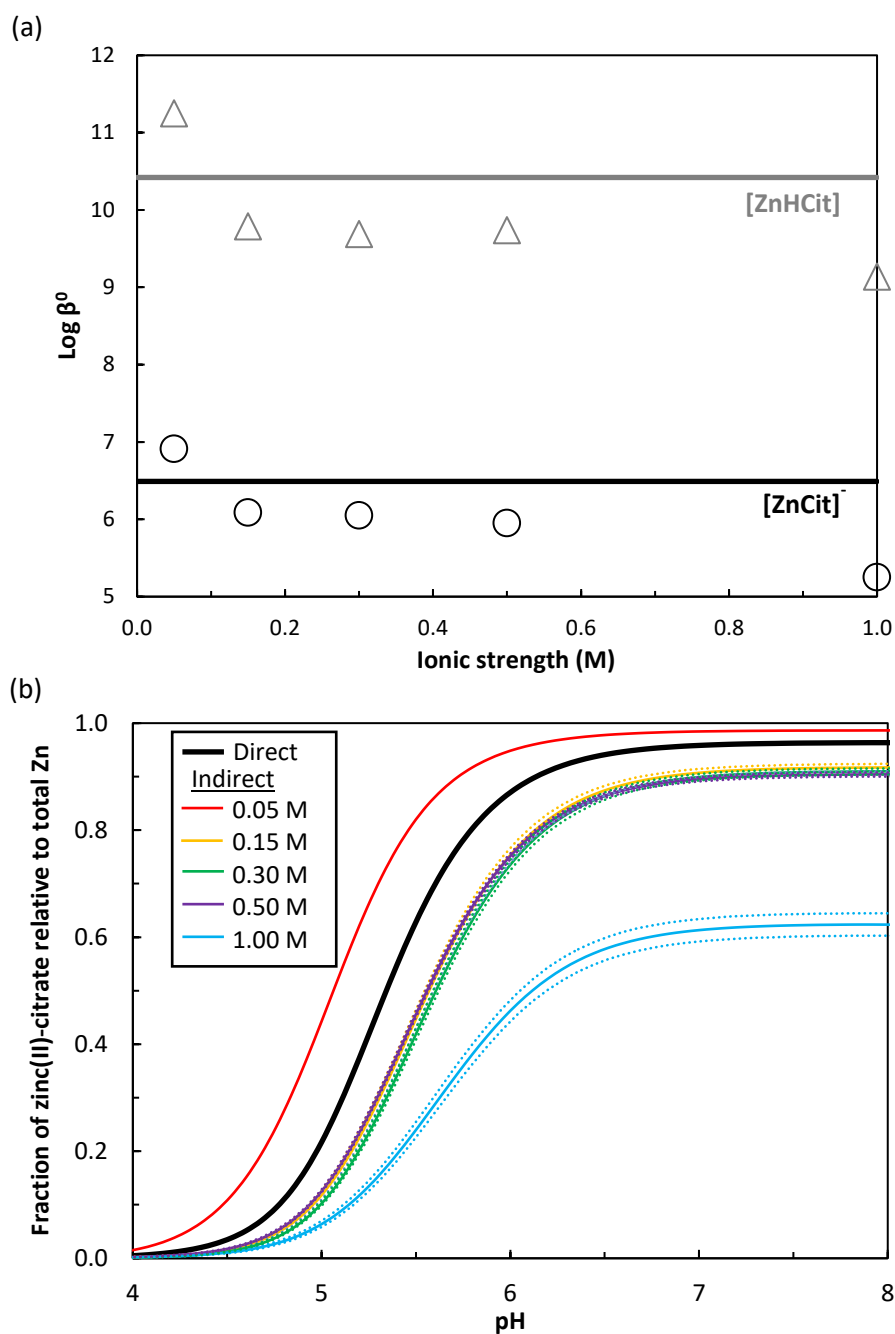 (a)
12
11
10
9
8
7
6
5
Log β⁰
[ZnHCit]
[ZnCit]⁻
0.0 0.2 0.4 0.6 0.8 1.0
Ionic strength (M)
(b)
1.0
0.8
0.6
0.4
0.2
0.0
Fraction of zinc(II)-citrate relative to total Zn
Direct
Indirect
0.05 M
0.15 M
0.30 M
0.50 M
1.00 M
4 5 6 7 8
pH